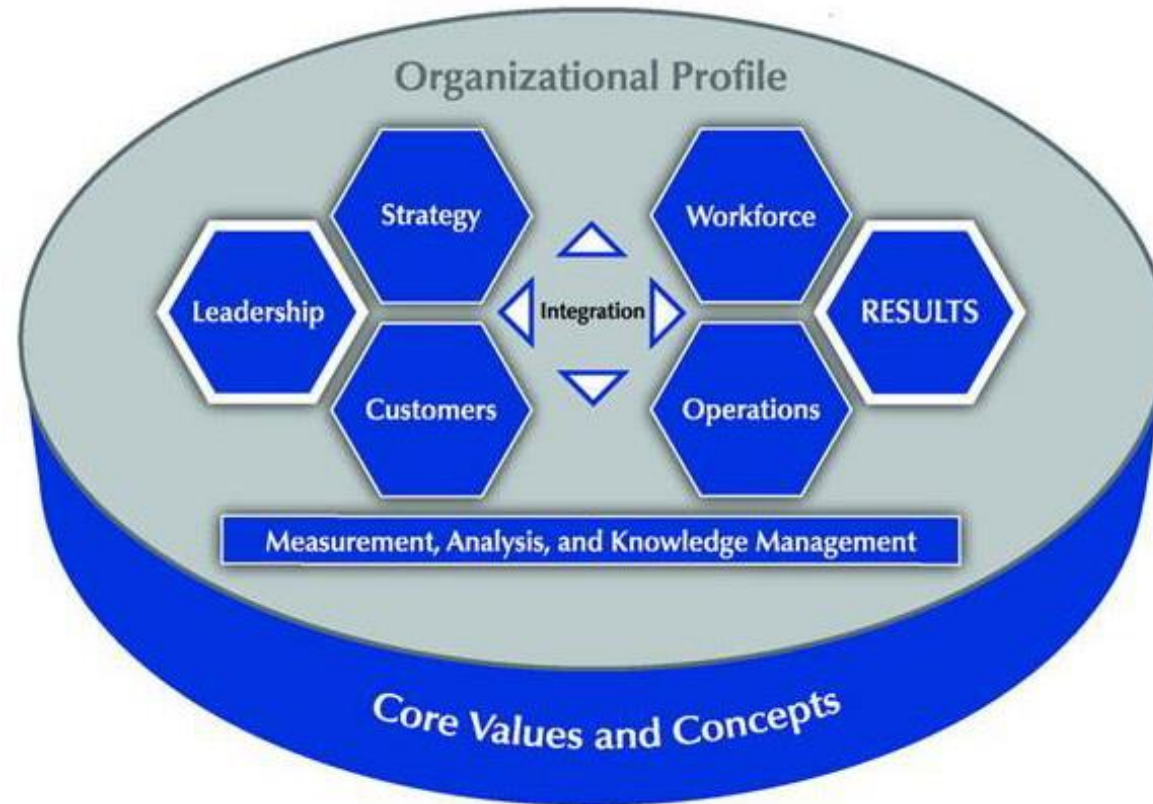 Organizational Profile
Strategy
Workforce
Leadership
Integration
RESULTS
Customers
Operations
Measurement, Analysis, and Knowledge Management
Core Values and Concepts